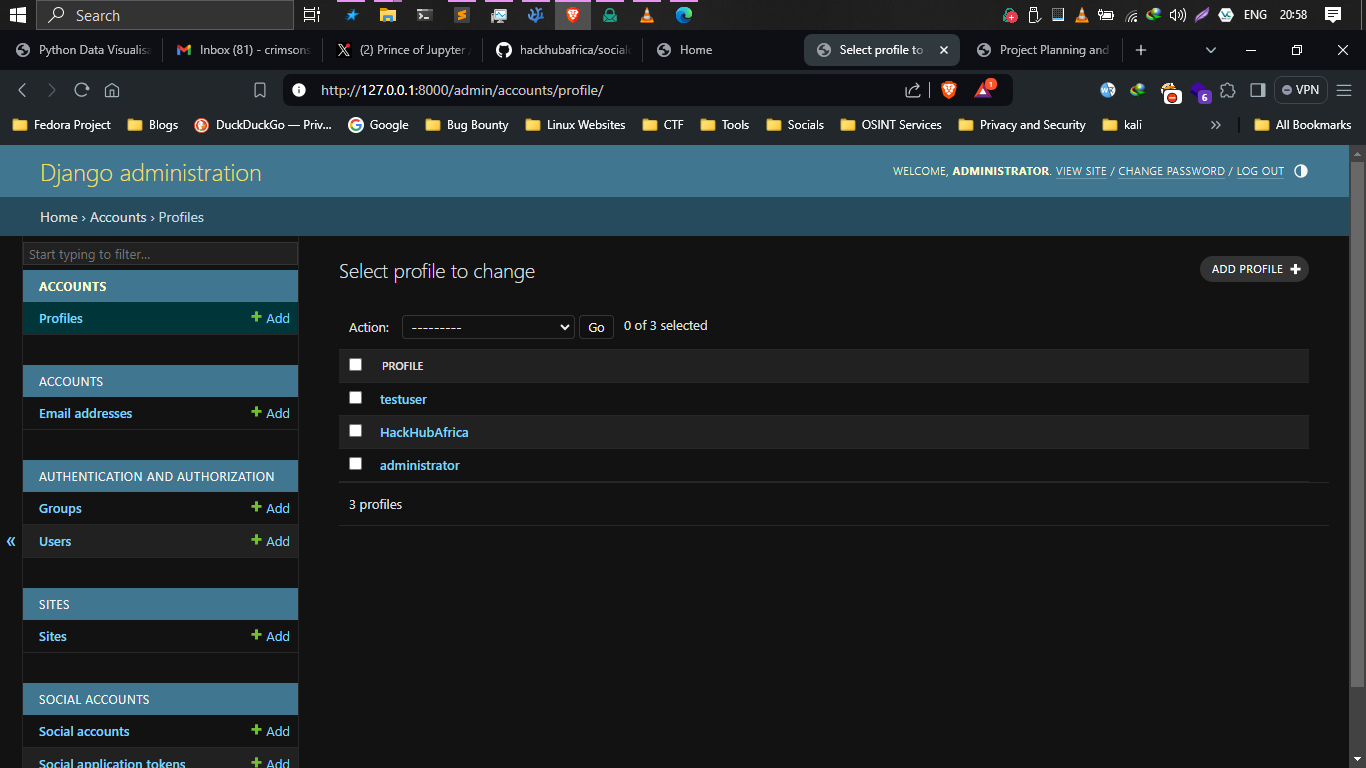 Search
ENG 20:58
Python Data Visualisa
Inbox (81) - crimsons
(2) Prince of Jupyter
hackhubafrica/social
Home
Select profile to
Project Planning and
http://127.0.0.1:8000/admin/accounts/profile/
1
6
VPN
Fedora Project
Blogs
DuckDuckGo — Priv...
Google
Bug Bounty
Linux Websites
CTF
Tools
Socials
OSINT Services
Privacy and Security
kali
»
All Bookmarks
Django administration
WELCOME, ADMINISTRATOR. VIEW SITE / CHANGE PASSWORD / LOG OUT
Home › Accounts › Profiles
Start typing to filter...
ACCOUNTS
Profiles + Add
ACCOUNTS
Email addresses + Add
AUTHENTICATION AND AUTHORIZATION
Groups + Add
Users + Add
SITES
Sites + Add
SOCIAL ACCOUNTS
Social accounts + Add
Social application tokens + Add
«
Select profile to change
ADD PROFILE +
Action: --------- Go 0 of 3 selected
PROFILE
testuser
HackHubAfrica
administrator
3 profiles